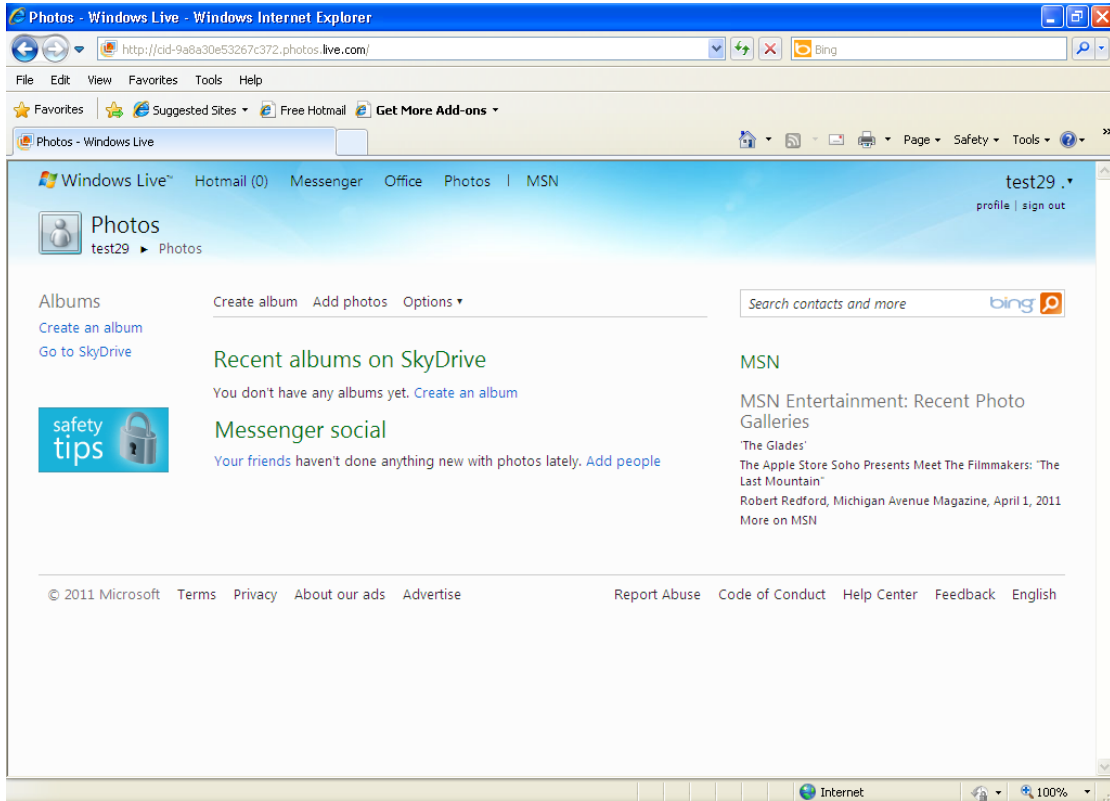 Photos - Windows Live - Windows Internet Explorer
http://cid-9a8a30e53267c372.photos.live.com/
Bing
File Edit View Favorites Tools Help
Favorites Suggested Sites Free Hotmail Get More Add-ons
Photos - Windows Live
Page Safety Tools
Windows Live™ Hotmail (0) Messenger Office Photos | MSN
test29 .
profile | sign out
Photos
test29 ► Photos
Albums
Create an album
Go to SkyDrive
safety
tips
Create album Add photos Options
Recent albums on SkyDrive
You don't have any albums yet. Create an album
Messenger social
Your friends haven't done anything new with photos lately. Add people
Search contacts and more bing
MSN
MSN Entertainment: Recent Photo
Galleries
'The Glades'
The Apple Store Soho Presents Meet The Filmmakers: "The
Last Mountain"
Robert Redford, Michigan Avenue Magazine, April 1, 2011
More on MSN
© 2011 Microsoft Terms Privacy About our ads Advertise
Report Abuse Code of Conduct Help Center Feedback English
Internet
100%